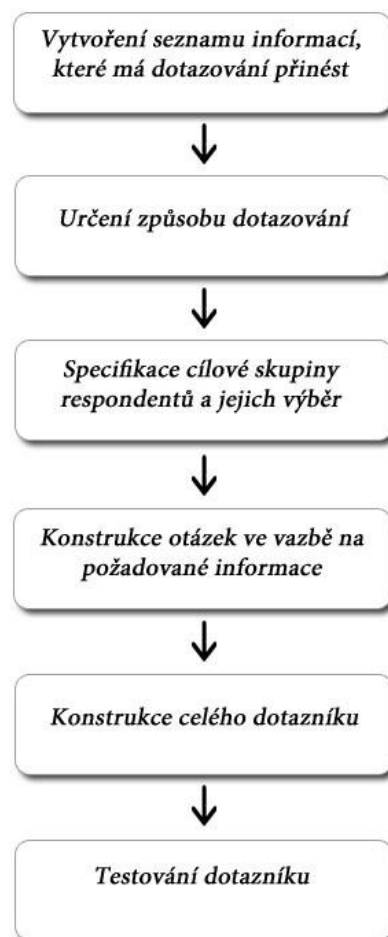 Vytvoření seznamu informací,
které má dotazování přinést
Určení způsobu dotazování
Specifikace cílové skupiny
respondentů a jejich výběr
Konstrukce otázek ve vazbě na
požadované informace
Konstrukce celého dotazníku
Testování dotazníku